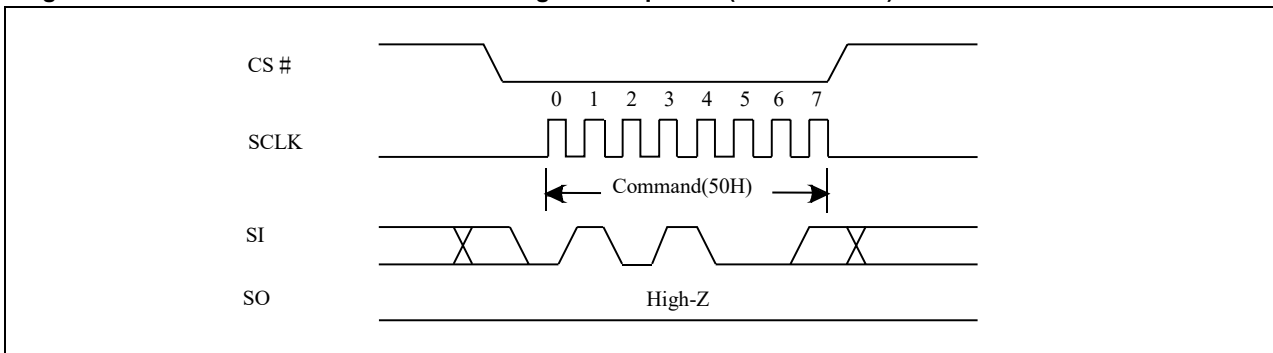 CS #
0 1 2 3 4 5 6 7
SCLK
Command(50H)
SI
SO
High-Z